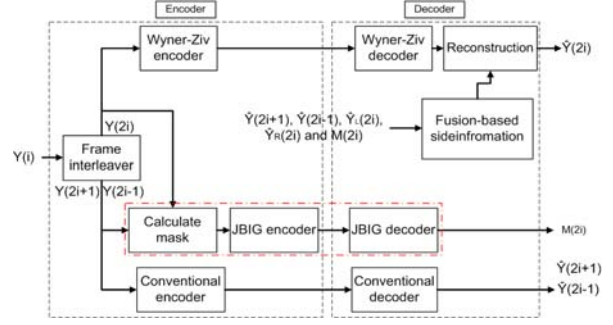 Encoder
Decoder
Wyner-Ziv
encoder
Wyner-Ziv
decoder
Reconstruction
Ŷ(2i)
Y(2i)
Ŷ(2i+1), Ŷ(2i-1), ŶL(2i),
ŶR(2i) and M(2i)
Fusion-based
sideinfromation
Y(i)
Frame
interleaver
Y(2i+1) Y(2i-1)
Calculate
mask
JBIG encoder
JBIG decoder
M(2i)
Conventional
encoder
Conventional
decoder
Ŷ(2i+1)
Ŷ(2i-1)